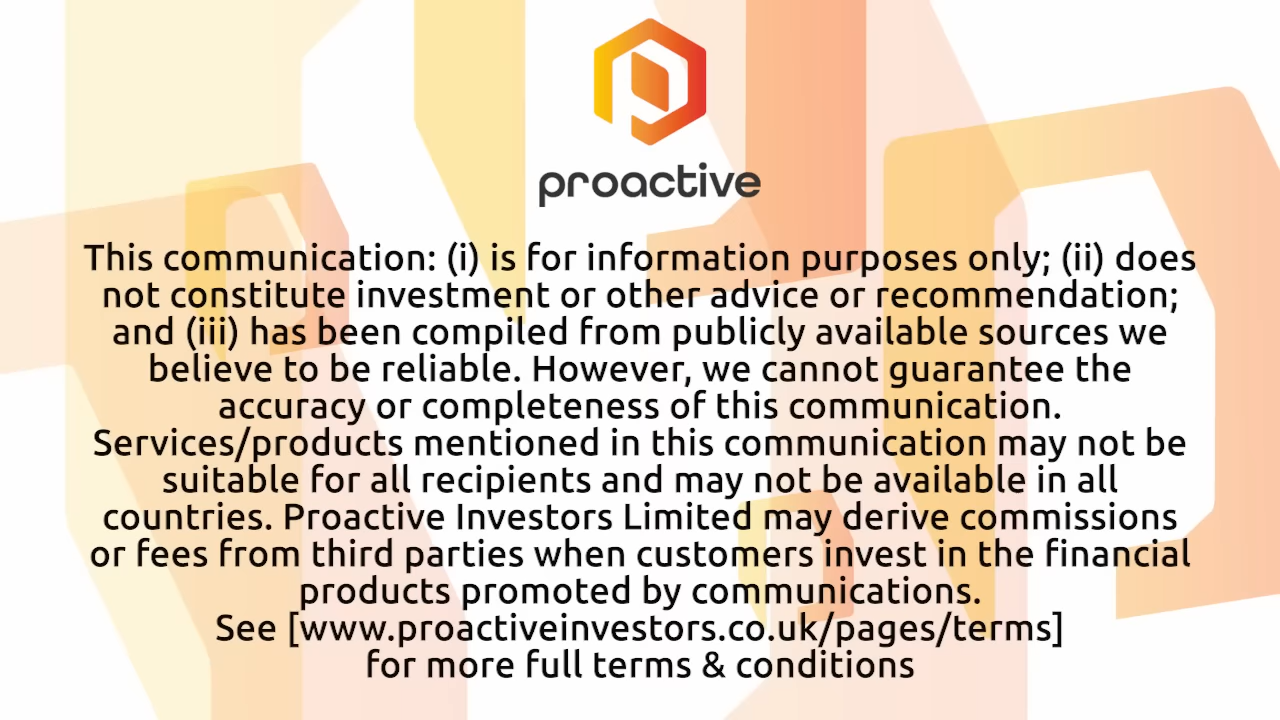 proactive
This communication: (i) is for information purposes only; (ii) does
not constitute investment or other advice or recommendation;
and (iii) has been compiled from publicly available sources we
believe to be reliable. However, we cannot guarantee the
accuracy or completeness of this communication.
Services/products mentioned in this communication may not be
suitable for all recipients and may not be available in all
countries. Proactive Investors Limited may derive commissions
or fees from third parties when customers invest in the financial
products promoted by communications.
See [www.proactiveinvestors.co.uk/pages/terms]
for more full terms & conditions